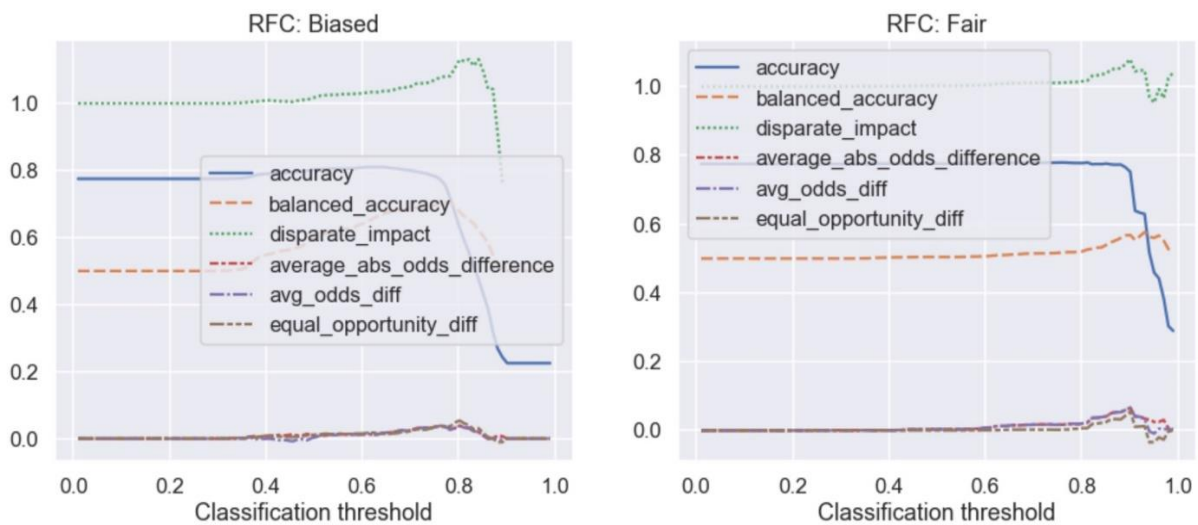 RFC: Biased
1.0
0.8
0.6
0.4
0.2
0.0
accuracy
balanced_accuracy
disparate_impact
average_abs_odds_difference
avg_odds_diff
equal_opportunity_diff
0.0 0.2 0.4 0.6 0.8 1.0
Classification threshold
RFC: Fair
1.0
0.8
0.6
0.4
0.2
0.0
accuracy
balanced_accuracy
disparate_impact
average_abs_odds_difference
avg_odds_diff
equal_opportunity_diff
0.0 0.2 0.4 0.6 0.8 1.0
Classification threshold